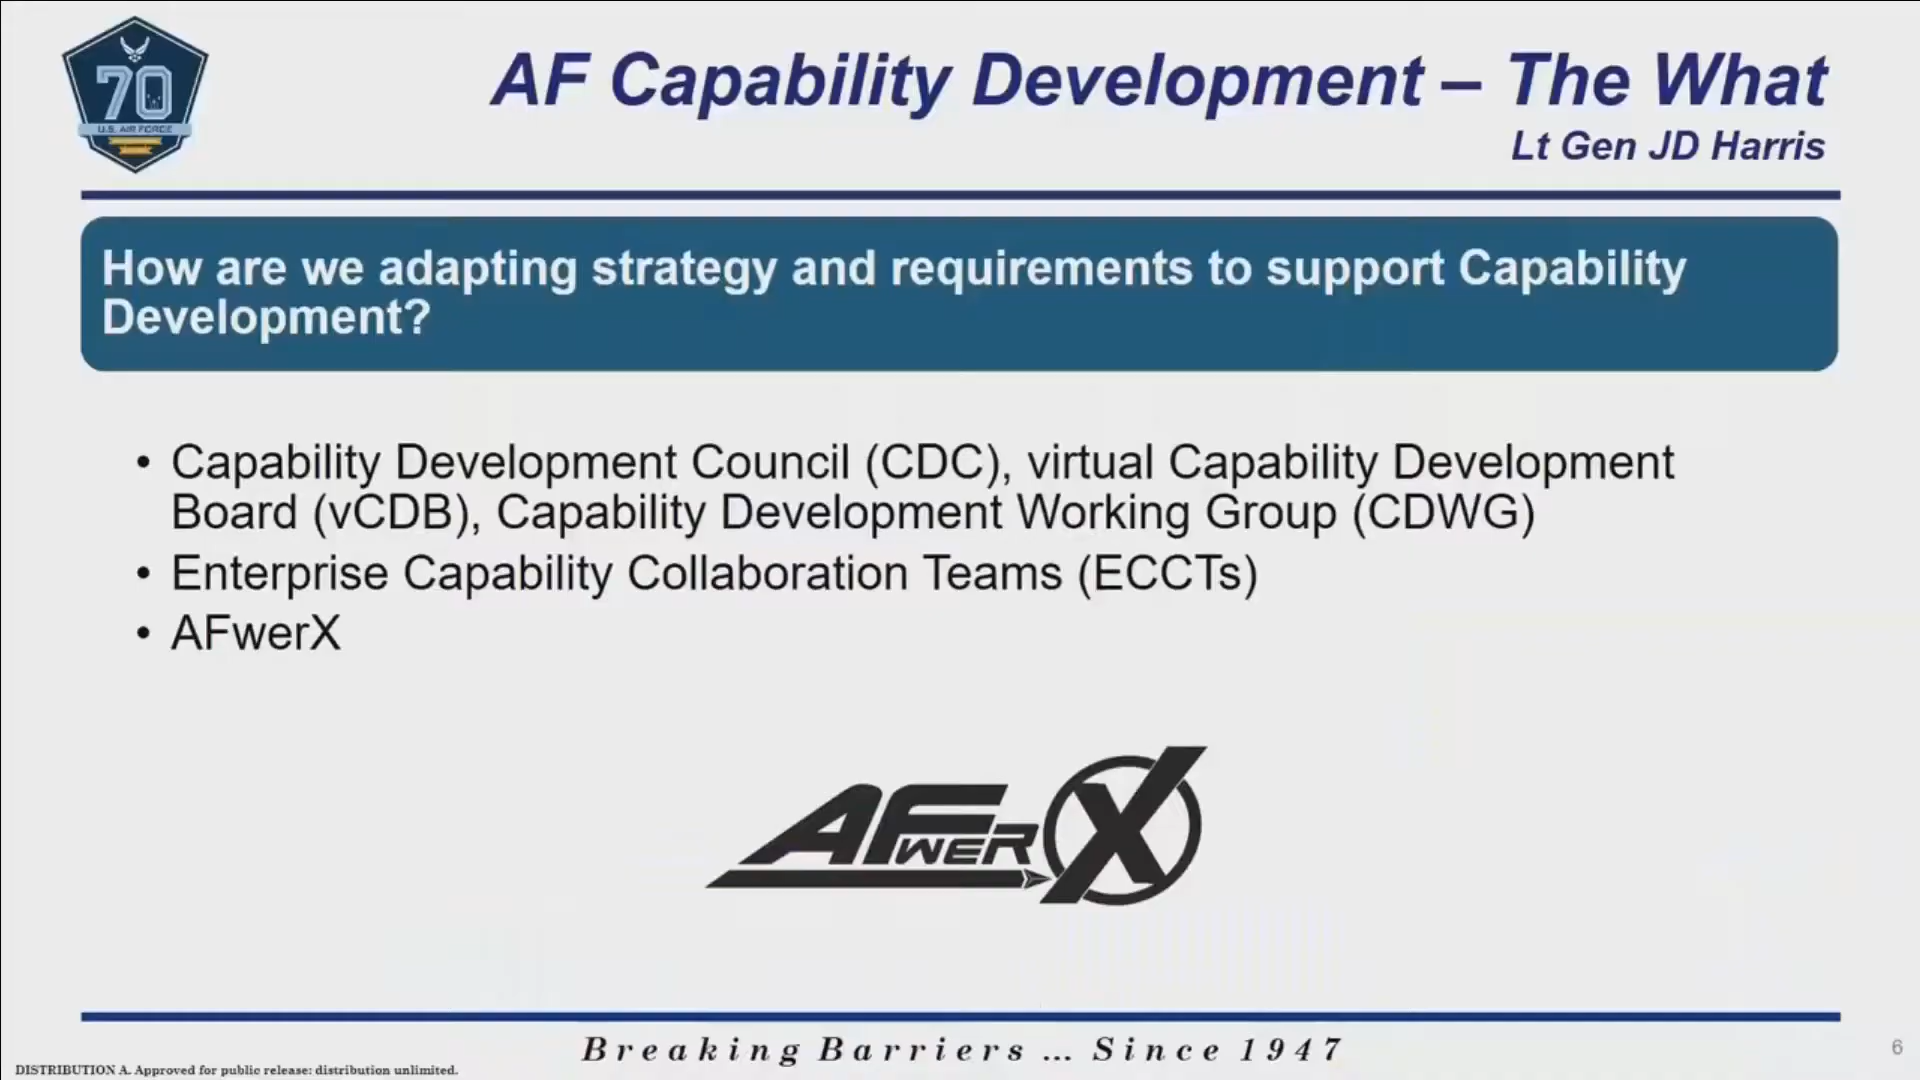 70
U.S. AIR FORCE
AF Capability Development – The What
Lt Gen JD Harris
How are we adapting strategy and requirements to support Capability
Development?
• Capability Development Council (CDC), virtual Capability Development
Board (vCDB), Capability Development Working Group (CDWG)
• Enterprise Capability Collaboration Teams (ECCTs)
• AFwerX
AFWERX
Breaking Barriers ... Since 1947
6
DISTRIBUTION A. Approved for public release: distribution unlimited.